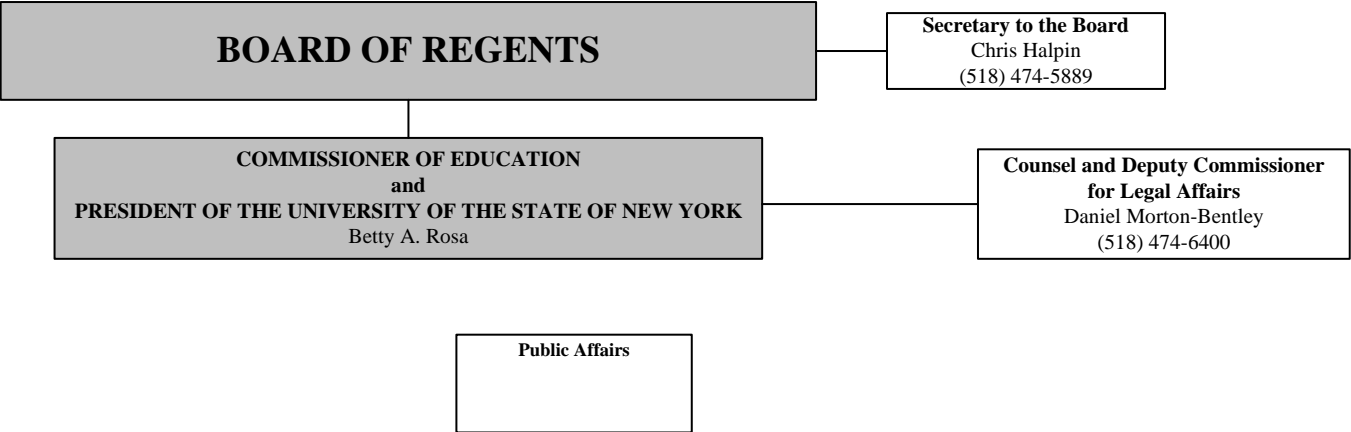 BOARD OF REGENTS
Secretary to the Board
Chris Halpin
(518) 474-5889
COMMISSIONER OF EDUCATION
and
PRESIDENT OF THE UNIVERSITY OF THE STATE OF NEW YORK
Betty A. Rosa
Counsel and Deputy Commissioner
for Legal Affairs
Daniel Morton-Bentley
(518) 474-6400
Public Affairs